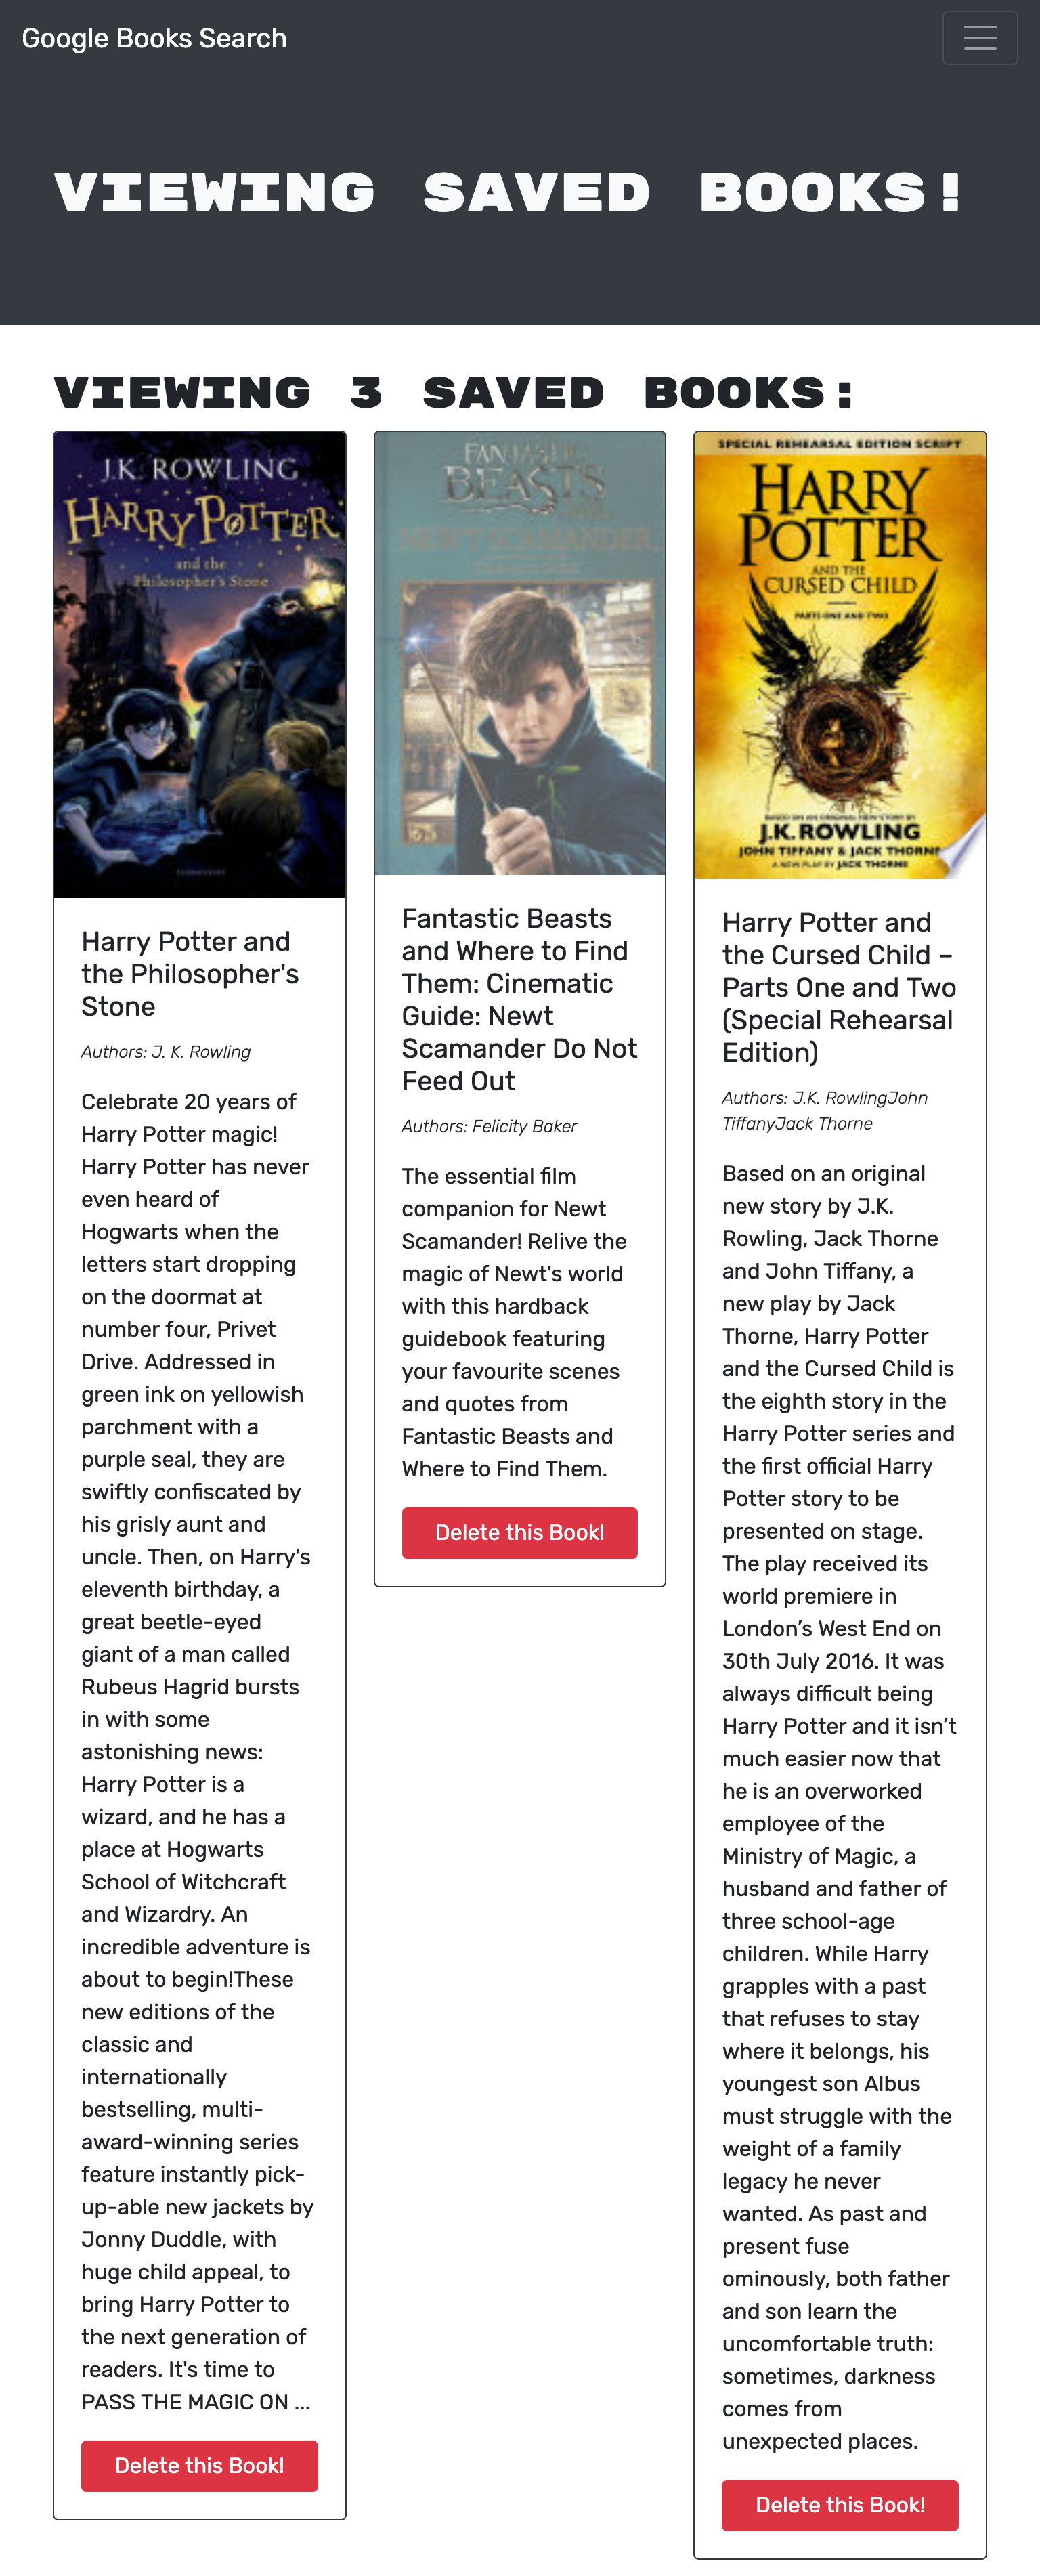 Google Books Search
VIEWING SAVED BOOKS!
VIEWING 3 SAVED BOOKS:
J.K. ROWLING
HARRY POTTER
and the
Philosopher's Stone
Harry Potter and
the Philosopher's
Stone
Authors: J. K. Rowling
Celebrate 20 years of
Harry Potter magic!
Harry Potter has never
even heard of
Hogwarts when the
letters start dropping
on the doormat at
number four, Privet
Drive. Addressed in
green ink on yellowish
parchment with a
purple seal, they are
swiftly confiscated by
his grisly aunt and
uncle. Then, on Harry's
eleventh birthday, a
great beetle-eyed
giant of a man called
Rubeus Hagrid bursts
in with some
astonishing news:
Harry Potter is a
wizard, and he has a
place at Hogwarts
School of Witchcraft
and Wizardry. An
incredible adventure is
about to begin!These
new editions of the
classic and
internationally
bestselling, multi-
award-winning series
feature instantly pick-
up-able new jackets by
Jonny Duddle, with
huge child appeal, to
bring Harry Potter to
the next generation of
readers. It's time to
PASS THE MAGIC ON ...
Delete this Book!
FANTASTIC
BEASTS
NEWT SCAMANDER
Fantastic Beasts
and Where to Find
Them: Cinematic
Guide: Newt
Scamander Do Not
Feed Out
Authors: Felicity Baker
The essential film
companion for Newt
Scamander! Relive the
magic of Newt's world
with this hardback
guidebook featuring
your favourite scenes
and quotes from
Fantastic Beasts and
Where to Find Them.
Delete this Book!
SPECIAL REHEARSAL EDITION SCRIPT
HARRY
POTTER
AND THE
CURSED CHILD
PARTS ONE AND TWO
BASED ON AN ORIGINAL NEW STORY BY
J.K. ROWLING
JOHN TIFFANY & JACK THORNE
A NEW PLAY BY JACK THORNE
Harry Potter and
the Cursed Child –
Parts One and Two
(Special Rehearsal
Edition)
Authors: J.K. RowlingJohn
TiffanyJack Thorne
Based on an original
new story by J.K.
Rowling, Jack Thorne
and John Tiffany, a
new play by Jack
Thorne, Harry Potter
and the Cursed Child is
the eighth story in the
Harry Potter series and
the first official Harry
Potter story to be
presented on stage.
The play received its
world premiere in
London’s West End on
30th July 2016. It was
always difficult being
Harry Potter and it isn’t
much easier now that
he is an overworked
employee of the
Ministry of Magic, a
husband and father of
three school-age
children. While Harry
grapples with a past
that refuses to stay
where it belongs, his
youngest son Albus
must struggle with the
weight of a family
legacy he never
wanted. As past and
present fuse
ominously, both father
and son learn the
uncomfortable truth:
sometimes, darkness
comes from
unexpected places.
Delete this Book!